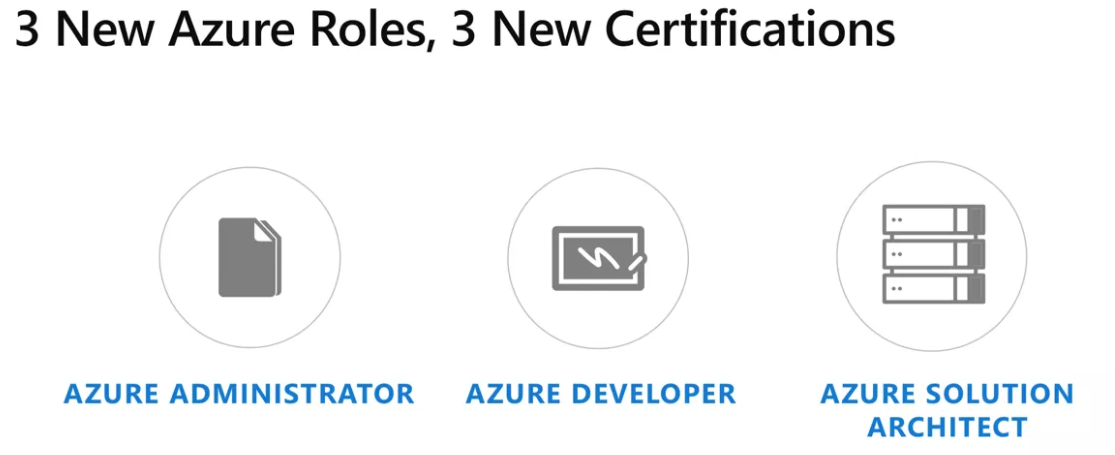 3 New Azure Roles, 3 New Certifications
AZURE ADMINISTRATOR
AZURE DEVELOPER
AZURE SOLUTION
ARCHITECT